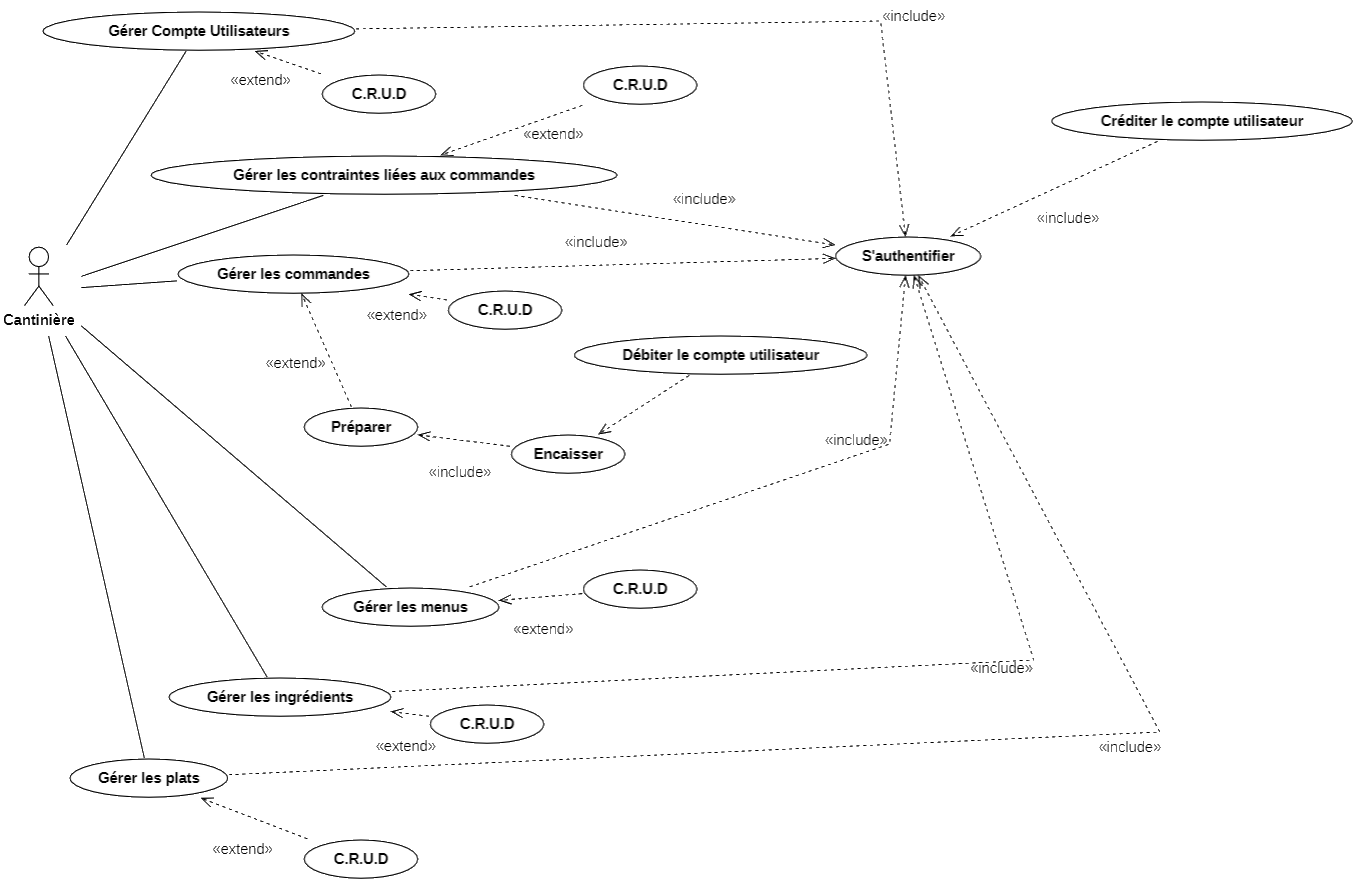 «include»
Gérer Compte Utilisateurs
«extend»
C.R.U.D
C.R.U.D
Créditer le compte utilisateur
«extend»
Gérer les contraintes liées aux commandes
«include»
«include»
«include»
S'authentifier
Gérer les commandes
C.R.U.D
«extend»
Cantinière
Débiter le compte utilisateur
«extend»
Préparer
«include»
Encaisser
«include»
C.R.U.D
Gérer les menus
«extend»
«include»
Gérer les ingrédients
C.R.U.D
«extend»
«include»
Gérer les plats
«extend»
C.R.U.D